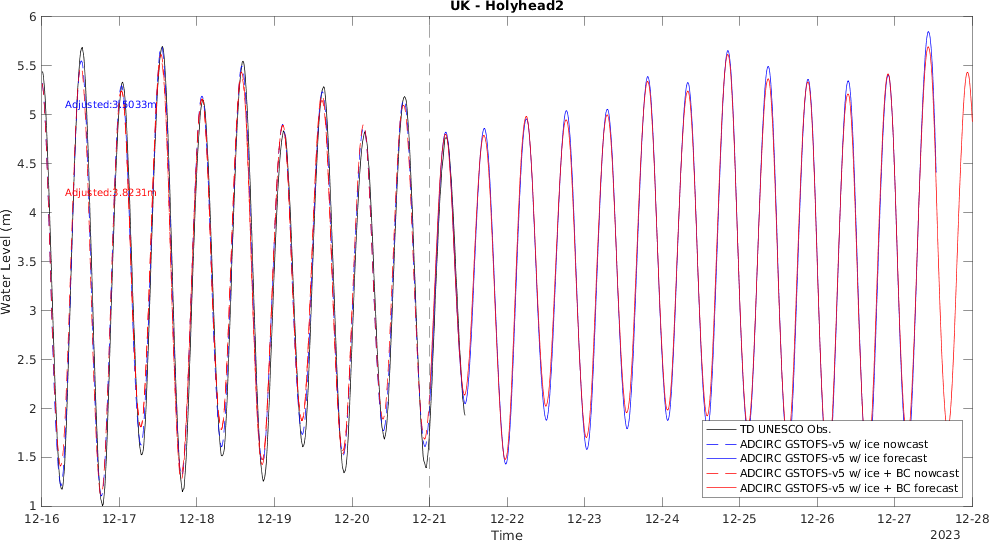 UK - Holyhead2
6
5.5
5
4.5
4
3.5
3
2.5
2
1.5
1
Water Level (m)
Adjusted:3.5033m
Adjusted:3.8231m
TD UNESCO Obs.
ADCIRC GSTOFS-v5 w/ ice nowcast
ADCIRC GSTOFS-v5 w/ ice forecast
ADCIRC GSTOFS-v5 w/ ice + BC nowcast
ADCIRC GSTOFS-v5 w/ ice + BC forecast
12-16 12-17 12-18 12-19 12-20 12-21 12-22 12-23 12-24 12-25 12-26 12-27 12-28
Time
2023